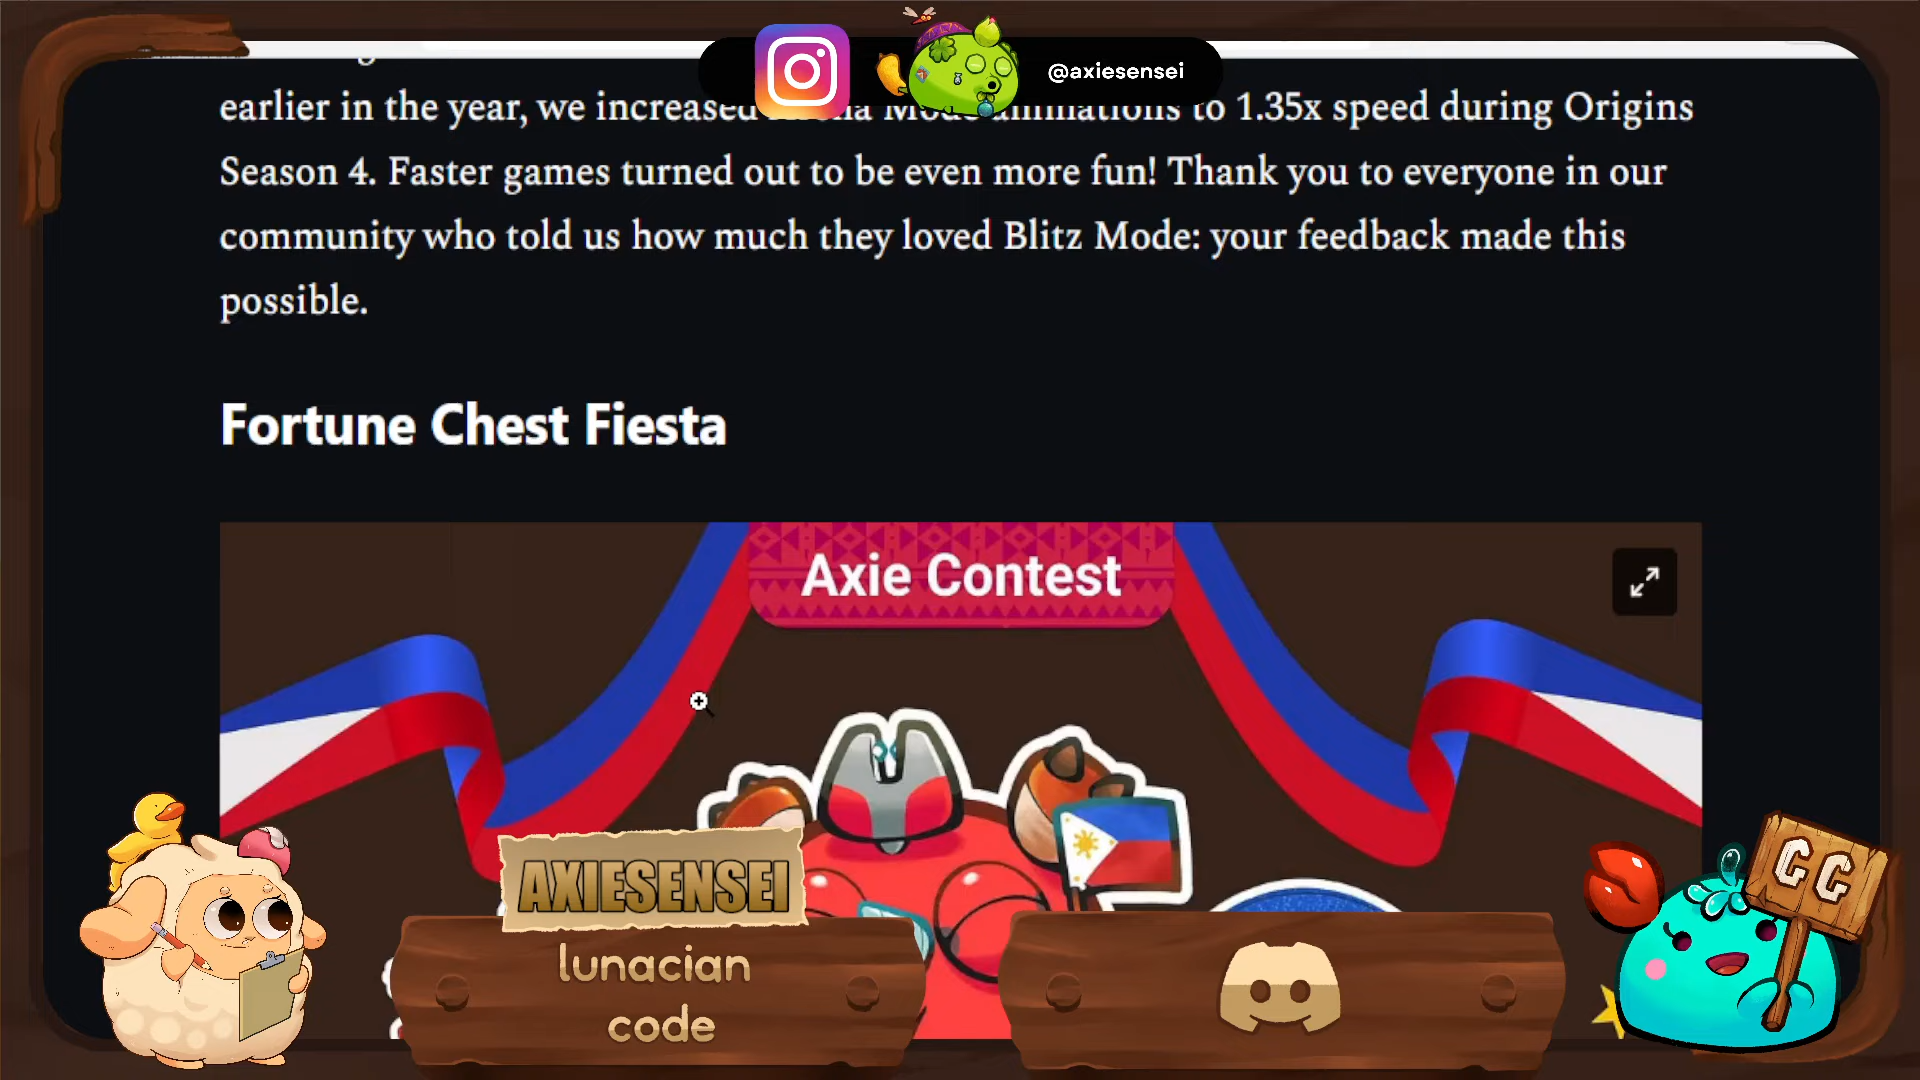 @axiesensei
earlier in the year, we increased Mode animations to 1.35x speed during Origins
Season 4. Faster games turned out to be even more fun! Thank you to everyone in our
community who told us how much they loved Blitz Mode: your feedback made this
possible.
Fortune Chest Fiesta
Axie Contest
AXIESENSEI
lunacian
code
CC